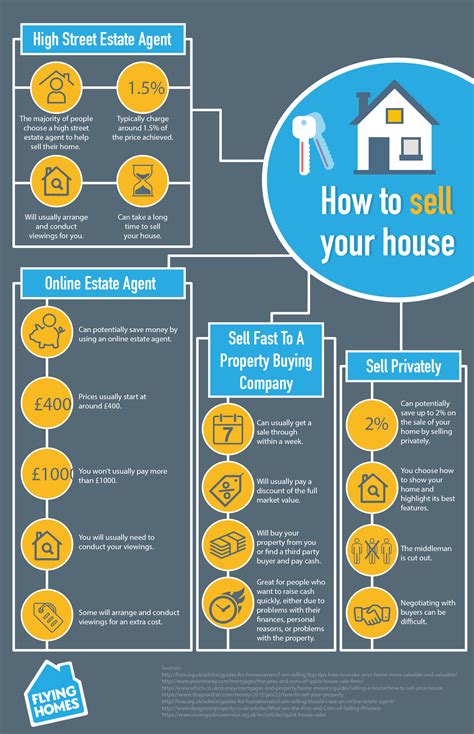 High Street Estate Agent
The majority of people
choose a high street
estate agent to help
sell their home.
1.5%
Typically charge
around 1.5% of
the price achieved.
Will usually arrange
and conduct
viewings for you.
Can take a long
time to sell
your house.
How to sell
your house
Online Estate Agent
Can potentially save money by
using an online estate agent.
£400
Prices usually start at
around £400.
£100
You won't usually pay more
than £1000.
You will usually need to
conduct your viewings.
Some will arrange and conduct
viewings for an extra cost.
Sell Fast To A
Property Buying
Company
7
Can usually get a
sale through
within a week.
Will usually pay a
discount of the full
market value.
Will buy your
property from you
or find a third party
buyer and pay cash.
Great for people who
want to raise cash
quickly, either due to
problems with their
finances, personal
reasons, or problems
with the property.
Sell Privately
2%
Can potentially
save up to 2% on
the sale of your
home by selling
privately.
You choose how
to show your
home and
highlight its best
features.
The middleman
is cut out.
Negotiating with
buyers can be
difficult.
FLYING
HOMES
Sources: